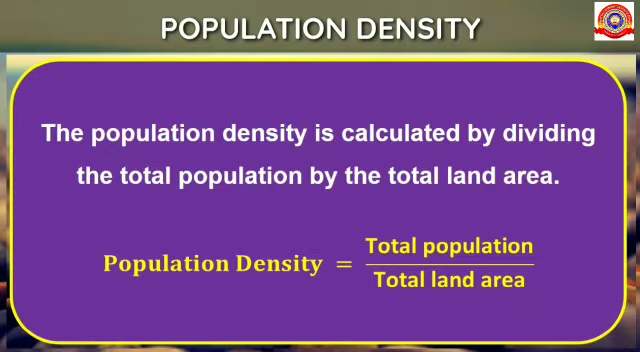 POPULATION DENSITY
The population density is calculated by dividing
the total population by the total land area.
Population Density = Total population
Total land area